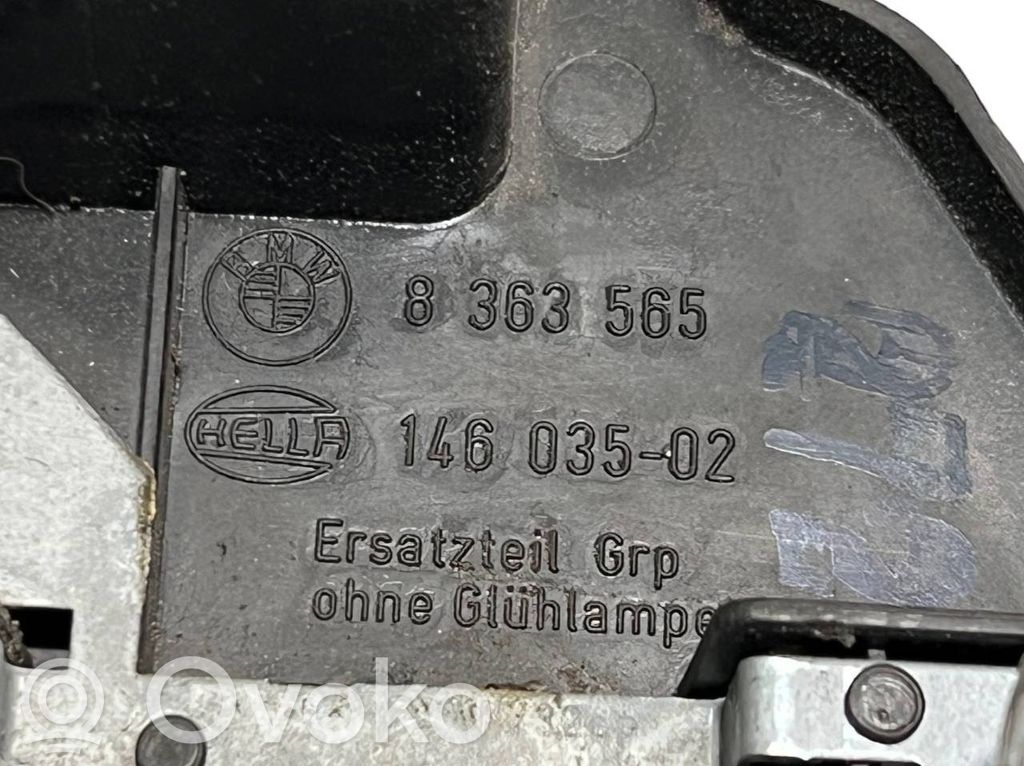 BMW 8 363 565
HELLA 146 035-02
Ersatzteil Grp
ohne Glühlampe
Ovoko